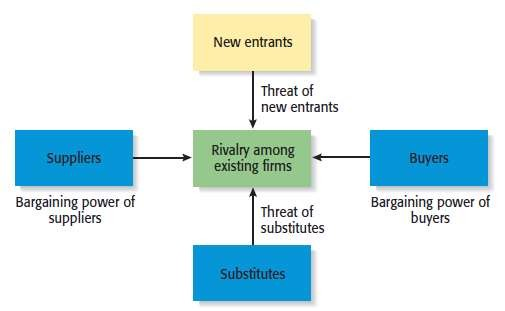 New entrants
Threat of
new entrants
Suppliers
Rivalry among
existing firms
Buyers
Bargaining power of
suppliers
Bargaining power of
buyers
Threat of
substitutes
Substitutes